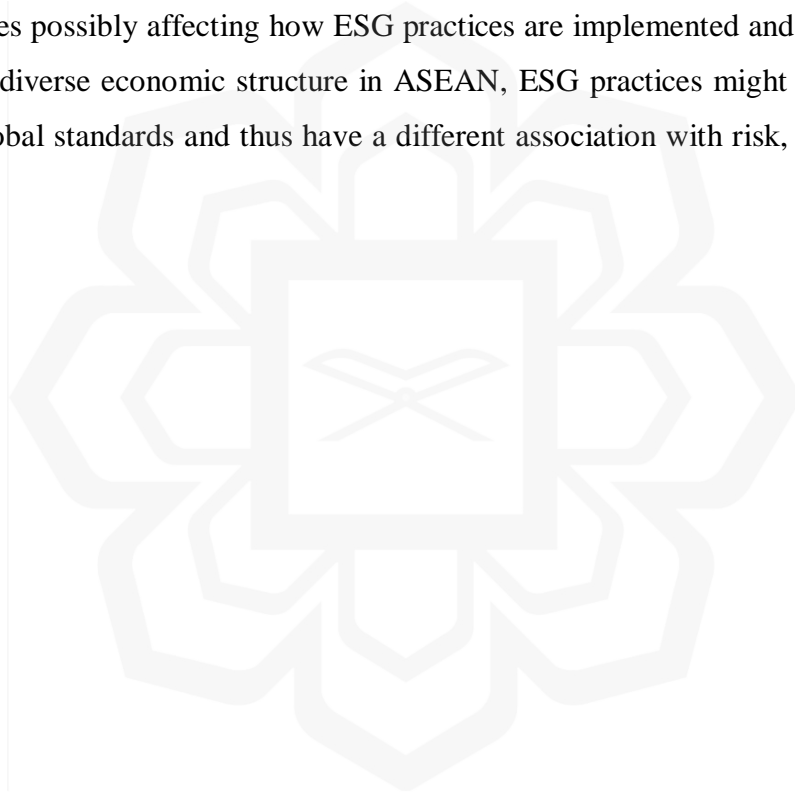 es possibly affecting how ESG practices are implemented and
diverse economic structure in ASEAN, ESG practices might
obal standards and thus have a different association with risk,